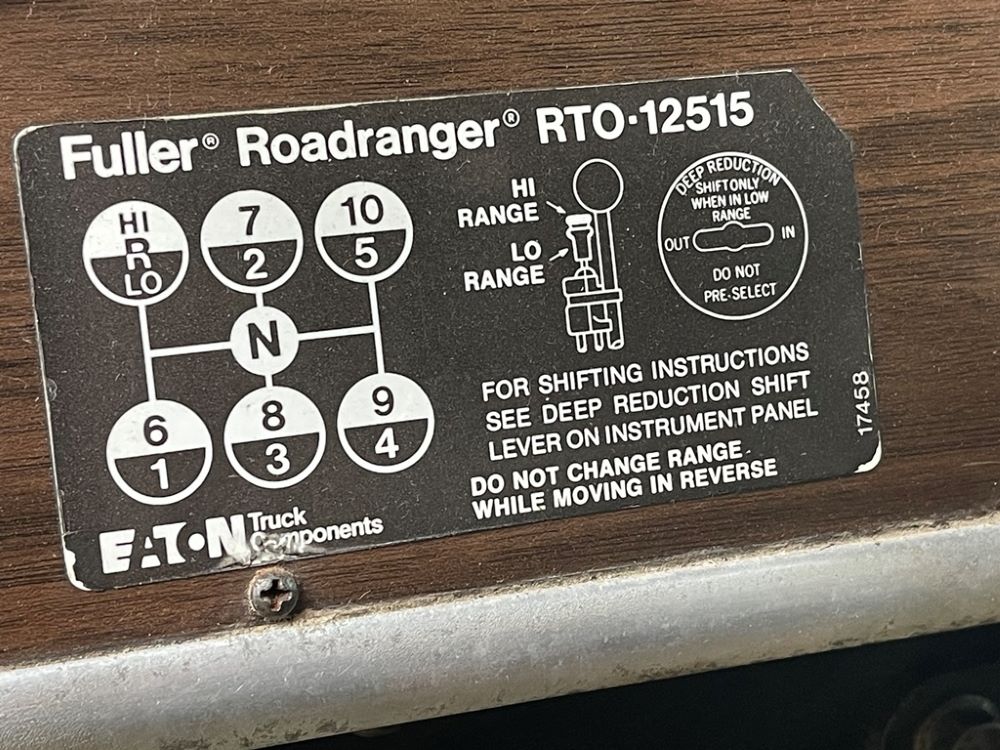 Fuller® Roadranger® RTO·12515
HI
R
LO
7
2
10
5
N
6
1
8
3
9
4
HI
RANGE
LO
RANGE
DEEP REDUCTION
SHIFT ONLY
WHEN IN LOW
RANGE
OUT
IN
DO NOT
PRE-SELECT
FOR SHIFTING INSTRUCTIONS
SEE DEEP REDUCTION SHIFT
LEVER ON INSTRUMENT PANEL
DO NOT CHANGE RANGE
WHILE MOVING IN REVERSE
17458
EATON
Truck
Components